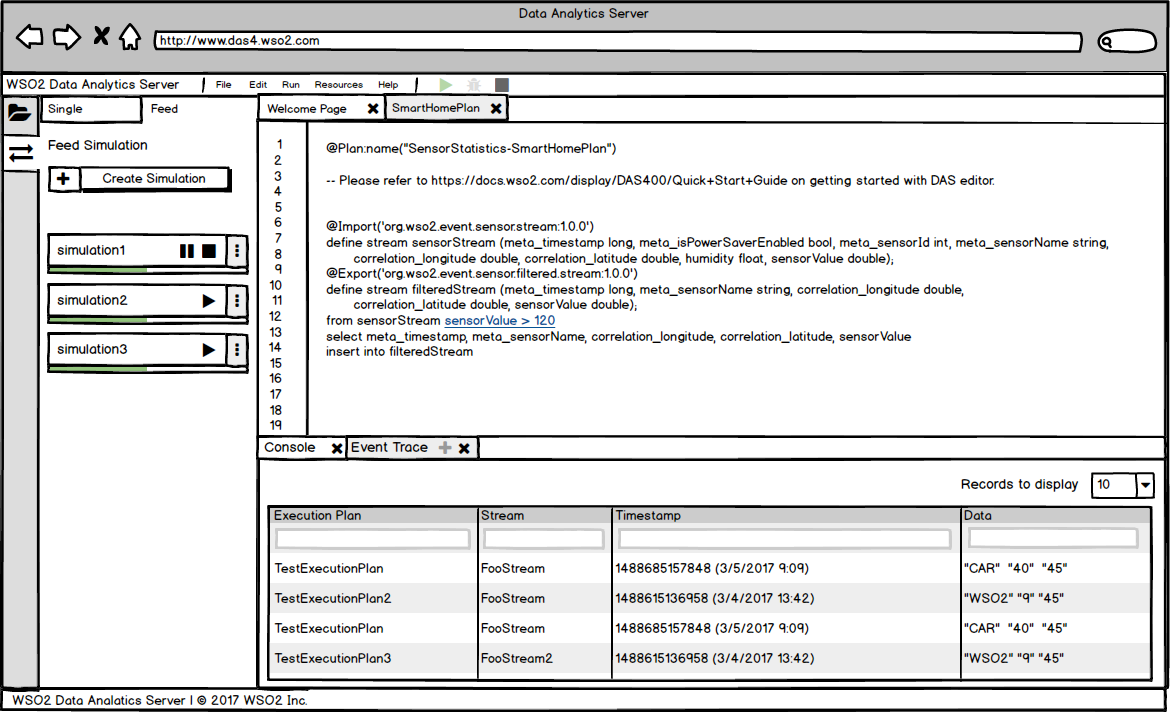 Data Analytics Server
http://www.das4.wso2.com
WSO2 Data Analytics Server | File Edit Run Resources Help |
Single Feed
Welcome Page SmartHomePlan
Feed Simulation
+ Create Simulation
simulation1
simulation2
simulation3
1 @Plan:name("SensorStatistics-SmartHomePlan")
2
3 -- Please refer to https://docs.wso2.com/display/DAS400/Quick+Start+Guide on getting started with DAS editor.
4
5
6 @Import('org.wso2.event.sensor.stream:1.0.0')
7 define stream sensorStream (meta_timestamp long, meta_isPowerSaverEnabled bool, meta_sensorId int, meta_sensorName string,
8 correlation_longitude double, correlation_latitude double, humidity float, sensorValue double);
9 @Export('org.wso2.event.sensor.filtered.stream:1.0.0')
10 define stream filteredStream (meta_timestamp long, meta_sensorName string, correlation_longitude double,
11 correlation_latitude double, sensorValue double);
12 from sensorStream sensorValue > 120
13 select meta_timestamp, meta_sensorName, correlation_longitude, correlation_latitude, sensorValue
14 insert into filteredStream
15
16
17
18
19
Console Event Trace +
Records to display 10
Execution Plan Stream Timestamp Data
TestExecutionPlan FooStream 1488685157848 (3/5/2017 9:09) "CAR" "40" "45"
TestExecutionPlan2 FooStream 1488615136958 (3/4/2017 13:42) "WSO2" "9" "45"
TestExecutionPlan FooStream 1488685157848 (3/5/2017 9:09) "CAR" "40" "45"
TestExecutionPlan3 FooStream2 1488615136958 (3/4/2017 13:42) "WSO2" "9" "45"
WSO2 Data Analatics Server | © 2017 WSO2 Inc.